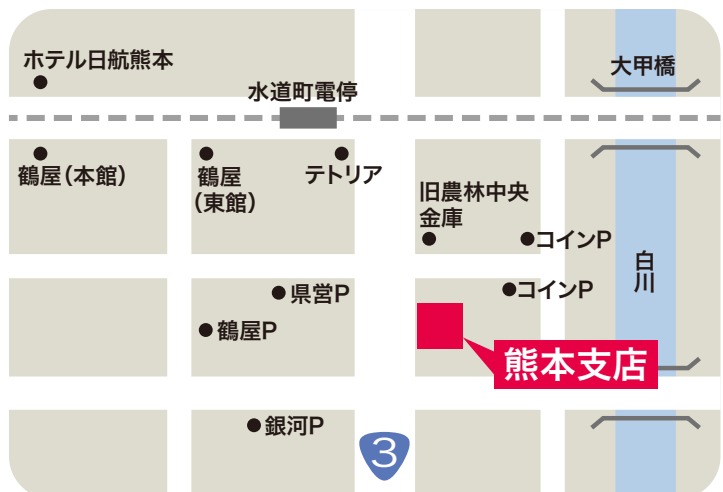 ホテル日航熊本
大甲橋
水道町電停
鶴屋（本館）
鶴屋
（東館）
テトリア
旧農林中央
金庫
コインP
白川
県営P
コインP
鶴屋P
熊本支店
銀河P
3